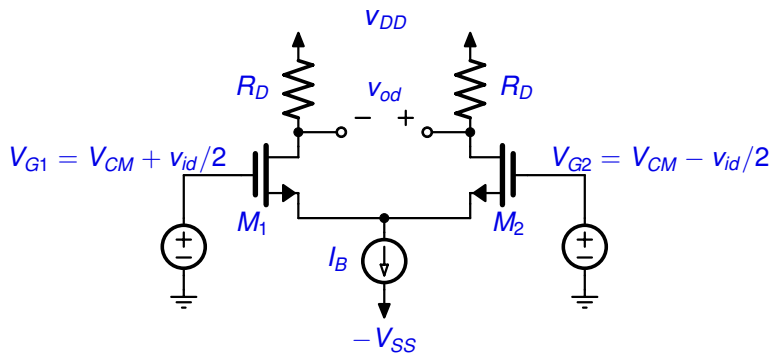 v_DD
R_D
v_od
R_D
− +
V_G1 = V_CM + v_id/2
V_G2 = V_CM − v_id/2
M_1
M_2
+
−
I_B
+
−
−V_SS